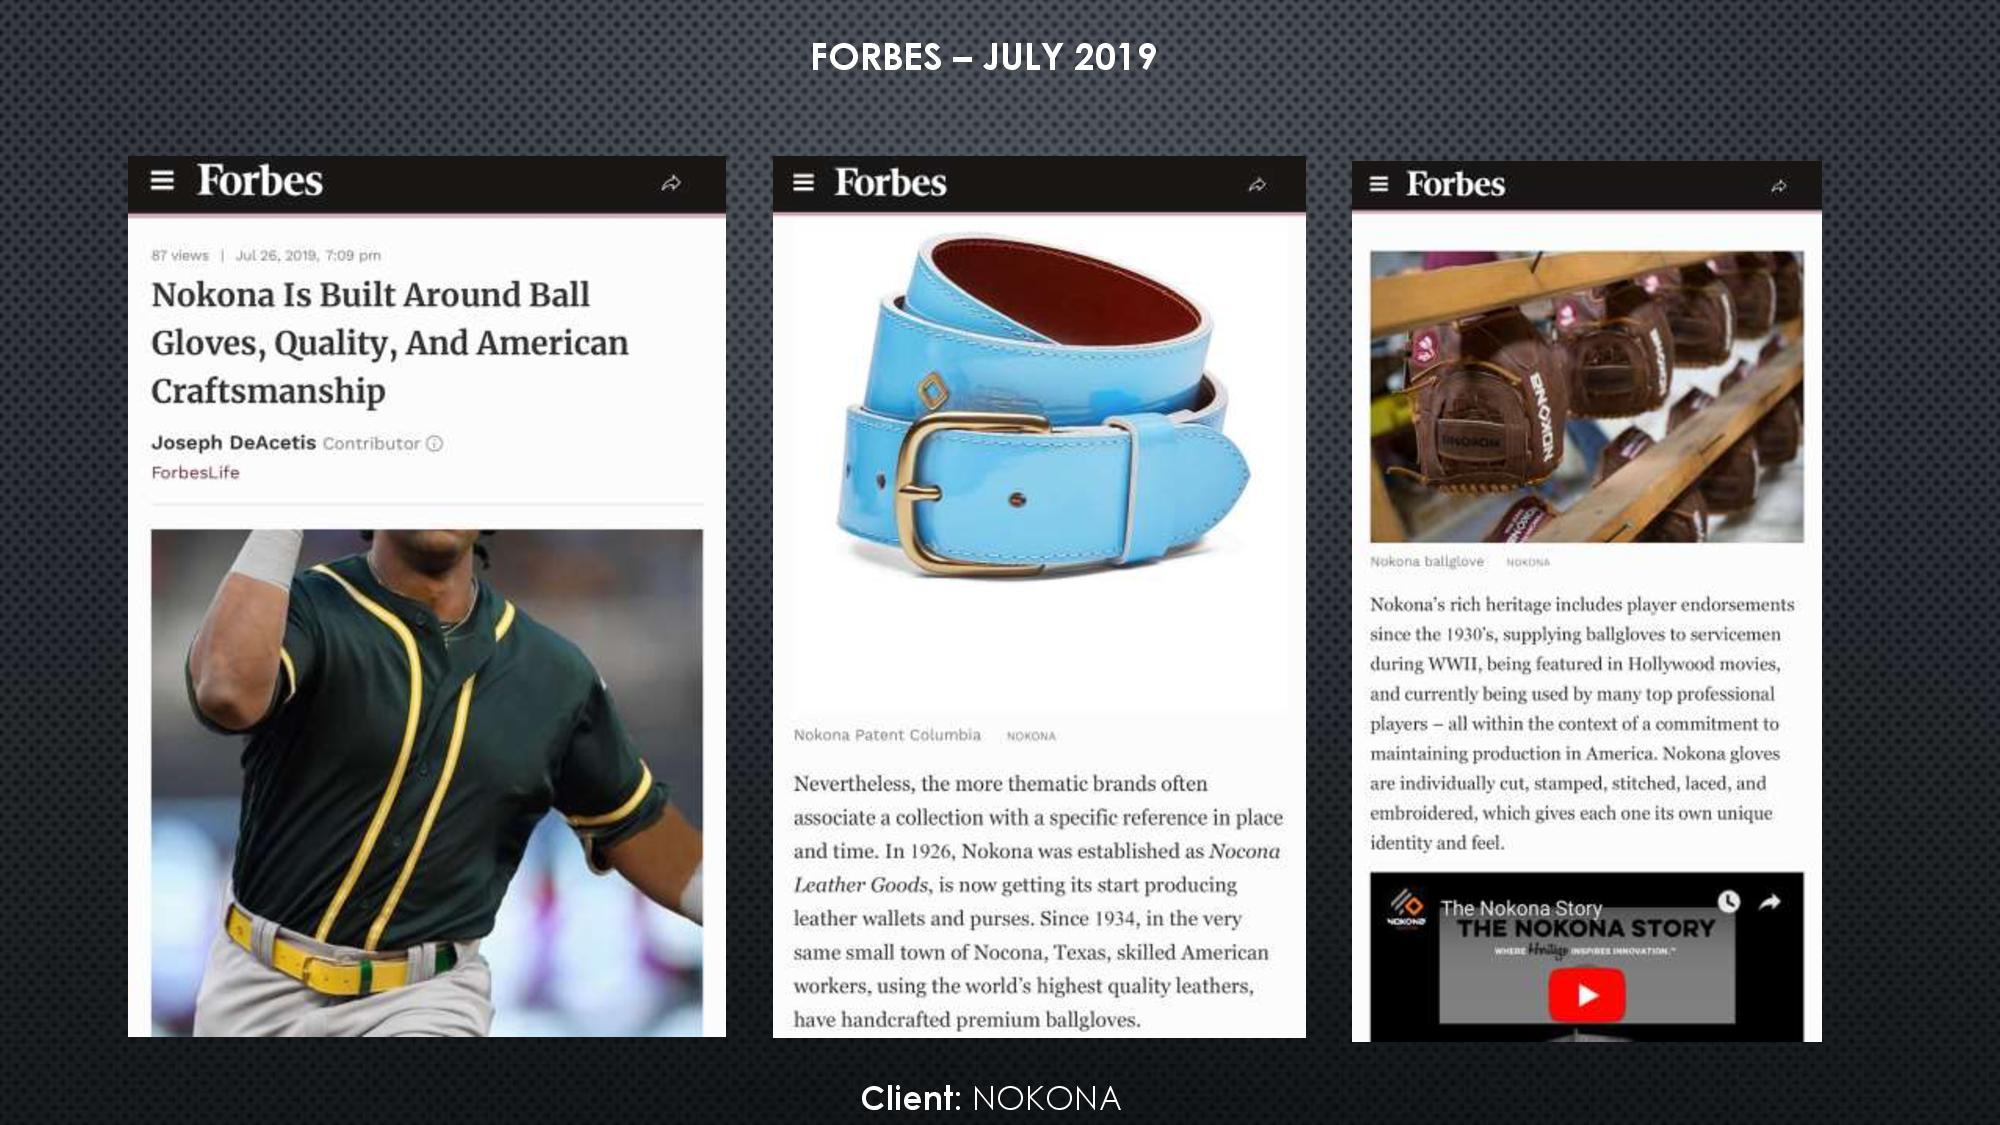 FORBES – JULY 2019
Forbes
87 views | Jul 26, 2019, 7:09 pm
Nokona Is Built Around Ball
Gloves, Quality, And American
Craftsmanship
Joseph DeAcetis Contributor
ForbesLife
Forbes
Nokona Patent Columbia NOKONA
Nevertheless, the more thematic brands often
associate a collection with a specific reference in place
and time. In 1926, Nokona was established as Nocona
Leather Goods, is now getting its start producing
leather wallets and purses. Since 1934, in the very
same small town of Nocona, Texas, skilled American
workers, using the world's highest quality leathers,
have handcrafted premium ballgloves.
Forbes
NOKONA
Nokona ballglove NOKONA
Nokona's rich heritage includes player endorsements
since the 1930's, supplying ballgloves to servicemen
during WWII, being featured in Hollywood movies,
and currently being used by many top professional
players – all within the context of a commitment to
maintaining production in America. Nokona gloves
are individually cut, stamped, stitched, laced, and
embroidered, which gives each one its own unique
identity and feel.
NOKONA
The Nokona Story
THE NOKONA STORY
WHERE Heritage INSPIRES INNOVATION.™
Client: NOKONA